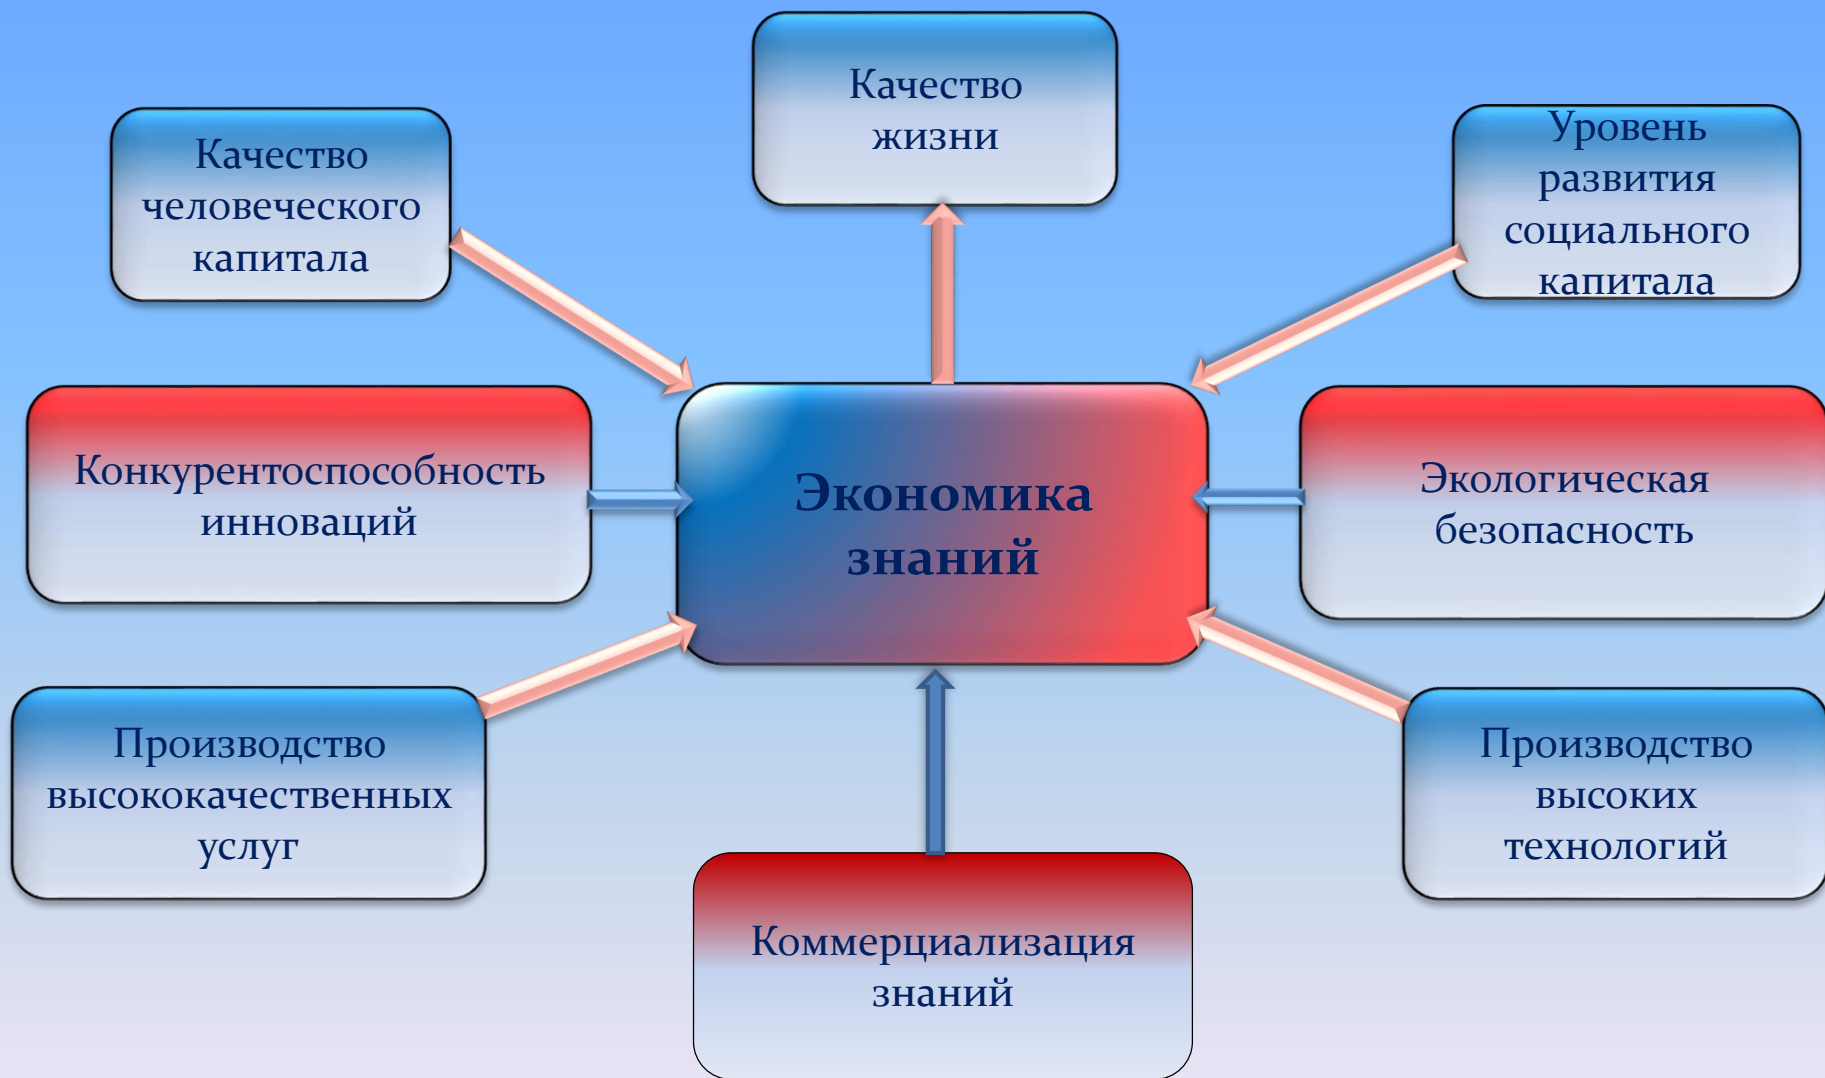 Качество
жизни
Качество
человеческого
капитала
Уровень
развития
социального
капитала
Конкурентоспособность
инноваций
Экономика
знаний
Экологическая
безопасность
Производство
высококачественных
услуг
Производство
высоких
технологий
Коммерциализация
знаний